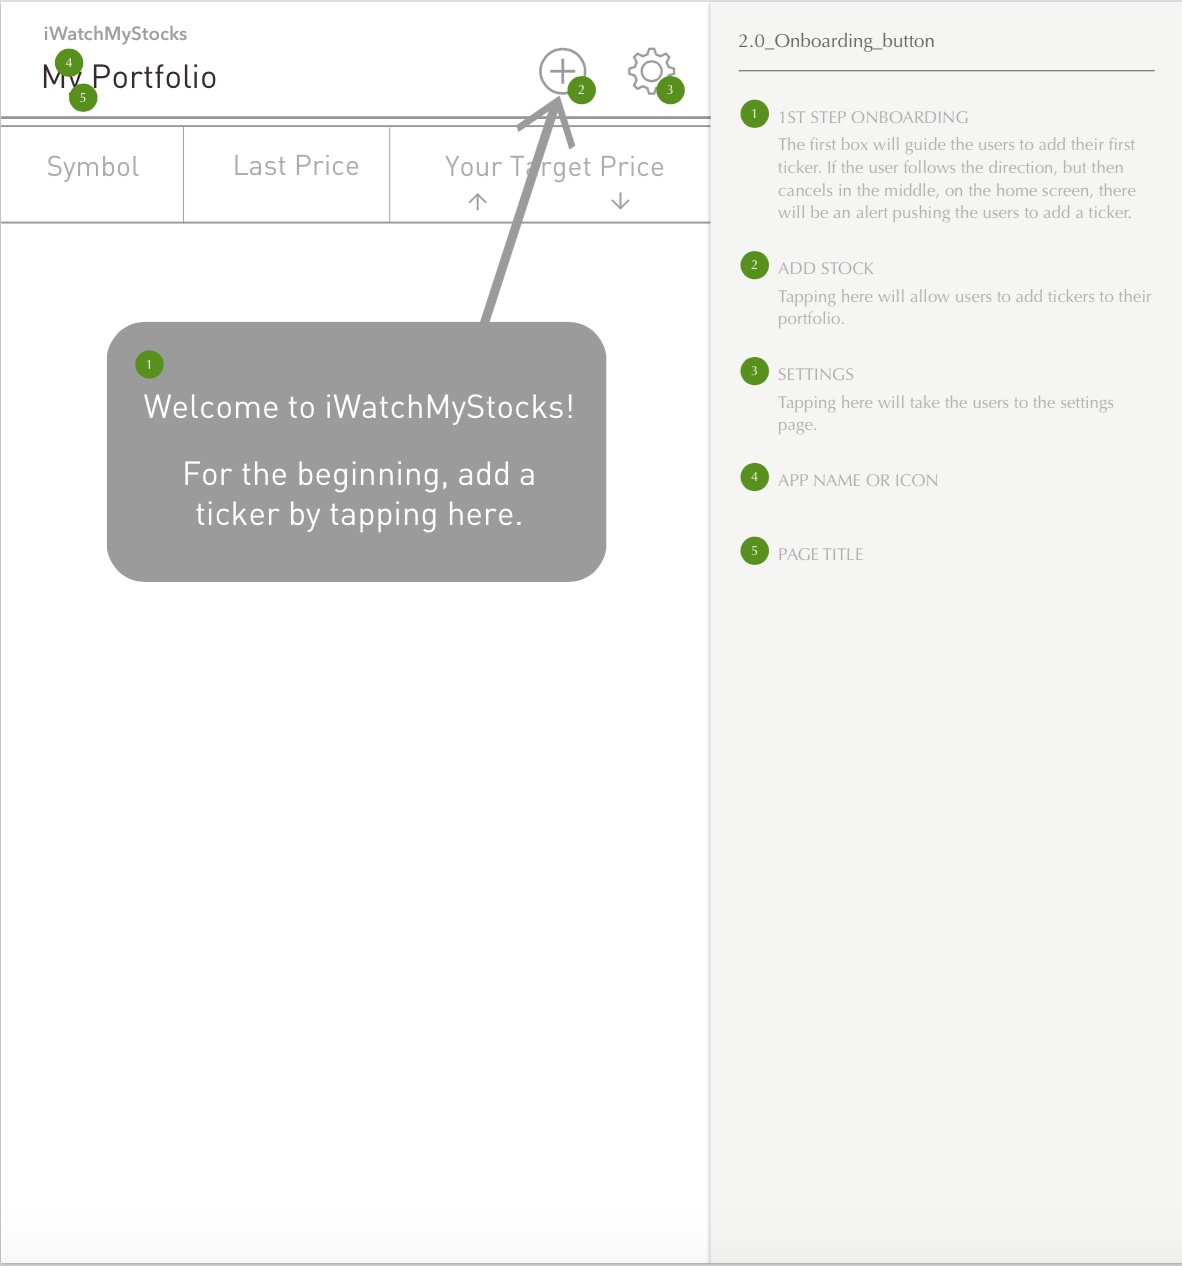 iWatchMyStocks
4
My Portfolio
5
2
3
Symbol
Last Price
Your Target Price
1
Welcome to iWatchMyStocks!
For the beginning, add a
ticker by tapping here.
2.0_Onboarding_button
1 1ST STEP ONBOARDING
The first box will guide the users to add their first
ticker. If the user follows the direction, but then
cancels in the middle, on the home screen, there
will be an alert pushing the users to add a ticker.
2 ADD STOCK
Tapping here will allow users to add tickers to their
portfolio.
3 SETTINGS
Tapping here will take the users to the settings
page.
4 APP NAME OR ICON
5 PAGE TITLE